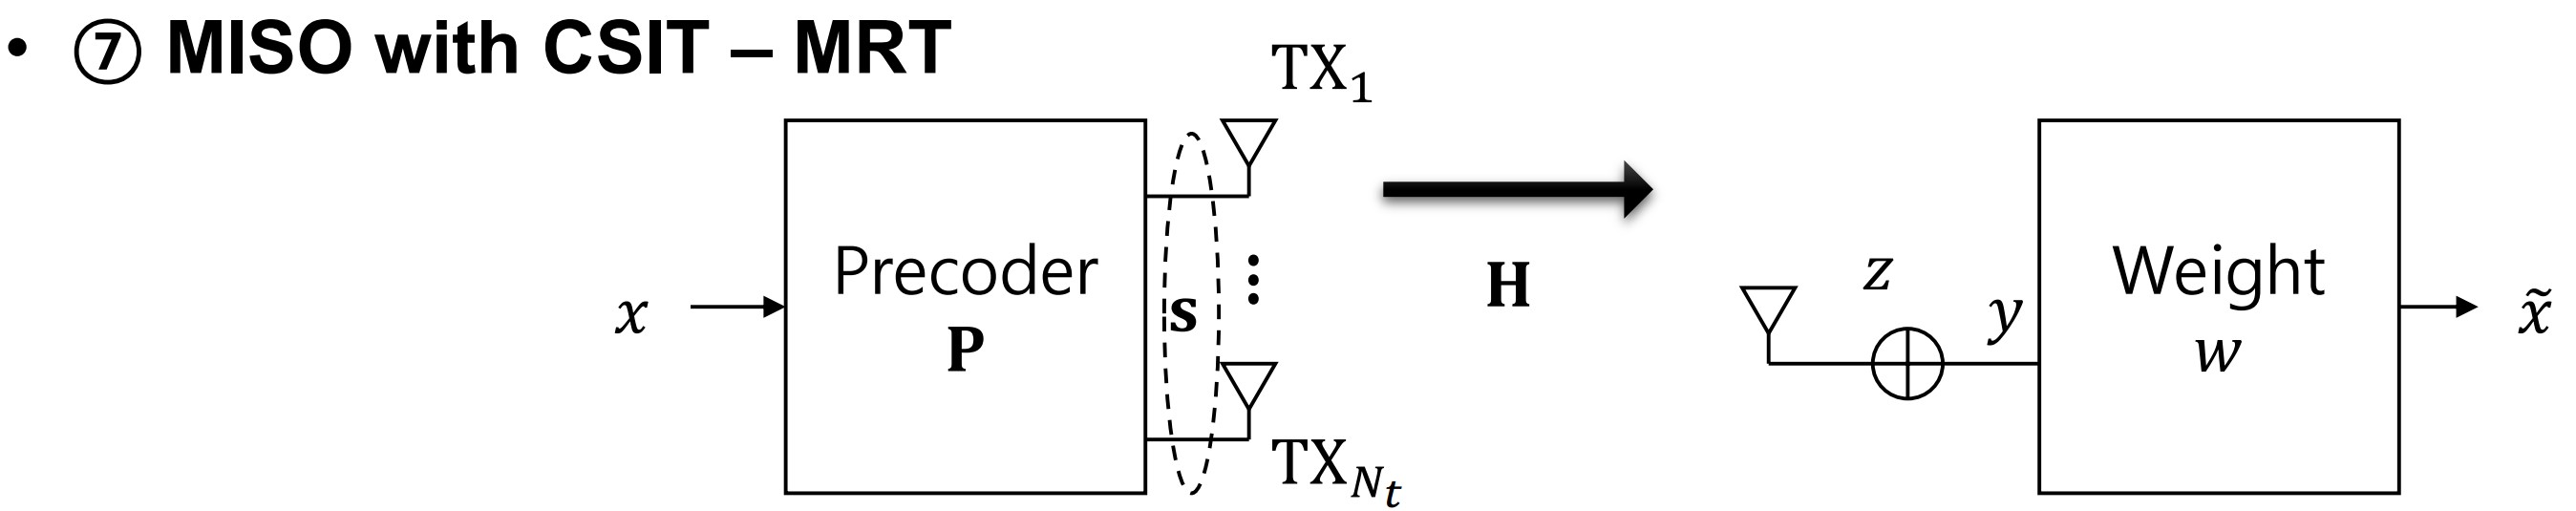 • ⑦ MISO with CSIT – MRT
TX₁
Precoder
P
x
s
⋮
TX_{N_t}
H
z
y
Weight
w
x̃